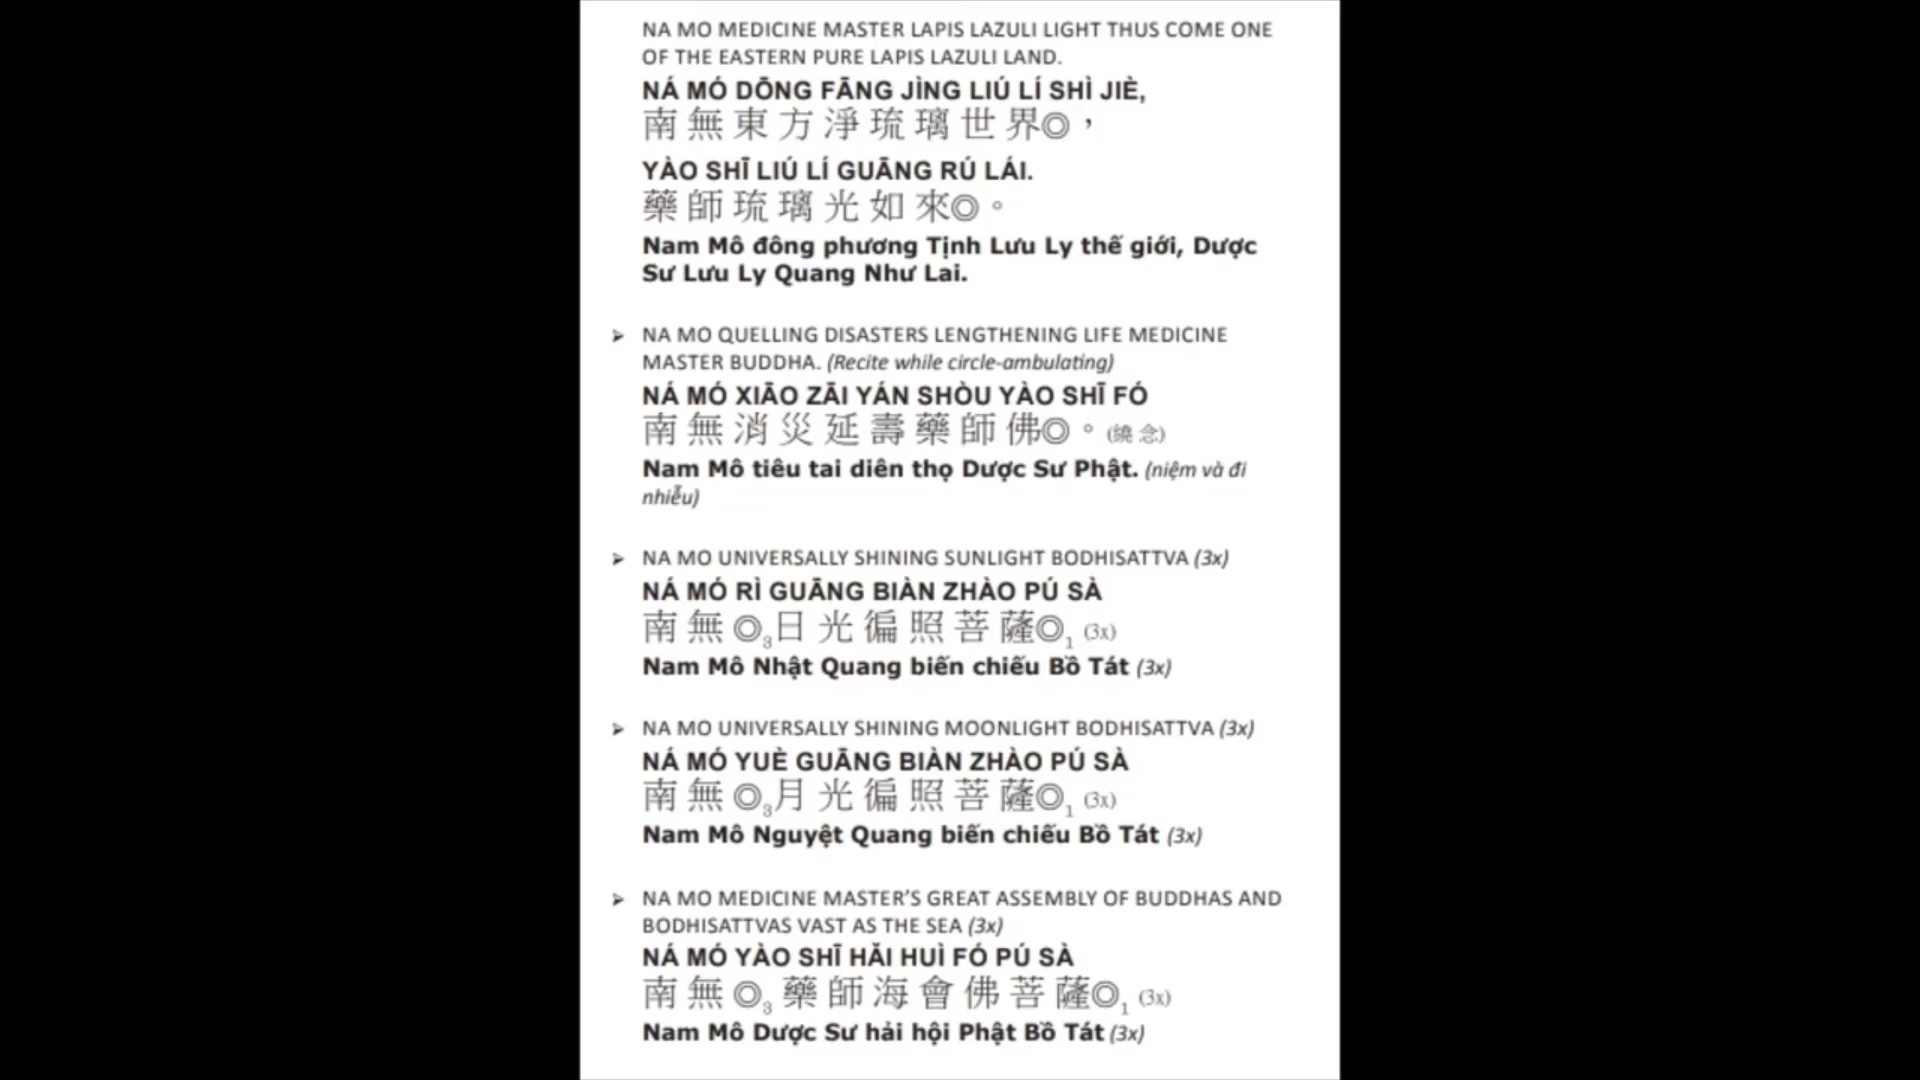 NA MO MEDICINE MASTER LAPIS LAZULI LIGHT THUS COME ONE
OF THE EASTERN PURE LAPIS LAZULI LAND.
NÁ MÓ DŌNG FĀNG JÌNG LIÚ LÍ SHÌ JIÈ,
南無東方淨琉璃世界◎，
YÀO SHĪ LIÚ LÍ GUĀNG RÚ LÁI.
藥師琉璃光如來◎。
Nam Mô đông phương Tịnh Lưu Ly thế giới, Dược
Sư Lưu Ly Quang Như Lai.
➢ NA MO QUELLING DISASTERS LENGTHENING LIFE MEDICINE
MASTER BUDDHA. (Recite while circle-ambulating)
NÁ MÓ XIĀO ZĀI YÁN SHÒU YÀO SHĪ FÓ
南無消災延壽藥師佛◎。(繞念)
Nam Mô tiêu tai diên thọ Dược Sư Phật. (niệm và đi
nhiễu)
➢ NA MO UNIVERSALLY SHINING SUNLIGHT BODHISATTVA (3x)
NÁ MÓ RÌ GUĀNG BIÀN ZHÀO PÚ SÀ
南無◎3日光徧照菩薩◎1 (3x)
Nam Mô Nhật Quang biến chiếu Bồ Tát (3x)
➢ NA MO UNIVERSALLY SHINING MOONLIGHT BODHISATTVA (3x)
NÁ MÓ YUÈ GUĀNG BIÀN ZHÀO PÚ SÀ
南無◎3月光徧照菩薩◎1 (3x)
Nam Mô Nguyệt Quang biến chiếu Bồ Tát (3x)
➢ NA MO MEDICINE MASTER’S GREAT ASSEMBLY OF BUDDHAS AND
BODHISATTVAS VAST AS THE SEA (3x)
NÁ MÓ YÀO SHĪ HǍI HUÌ FÓ PÚ SÀ
南無◎3 藥師海會佛菩薩◎1 (3x)
Nam Mô Dược Sư hải hội Phật Bồ Tát (3x)